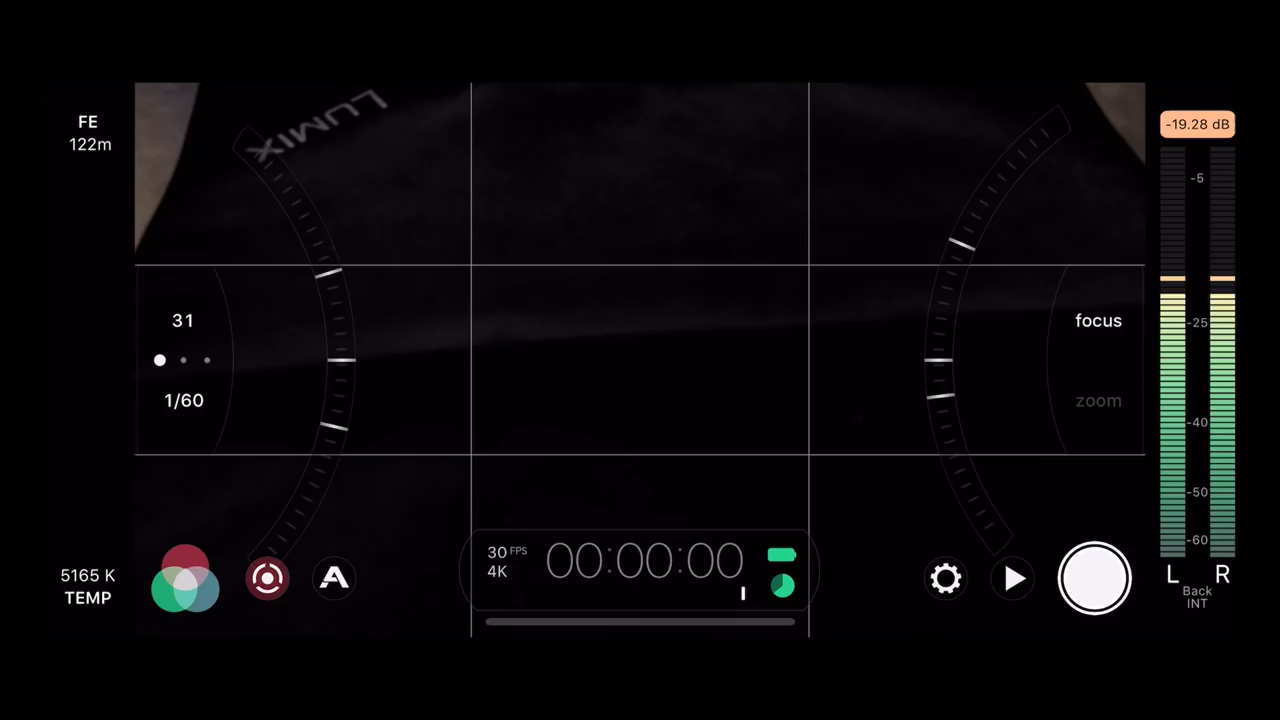 LUMIX
FE
122m
-19.28 dB
-5
31
focus
-25
1/60
zoom
-40
-50
30 FPS
00:00:00
4K
-60
5165 K
TEMP
L R
Back
INT